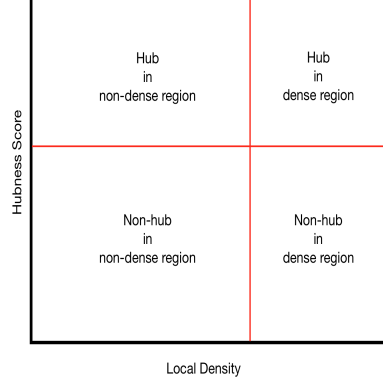 Hub
in
non-dense region
Hub
in
dense region
Hubness Score
Non-hub
in
non-dense region
Non-hub
in
dense region
Local Density